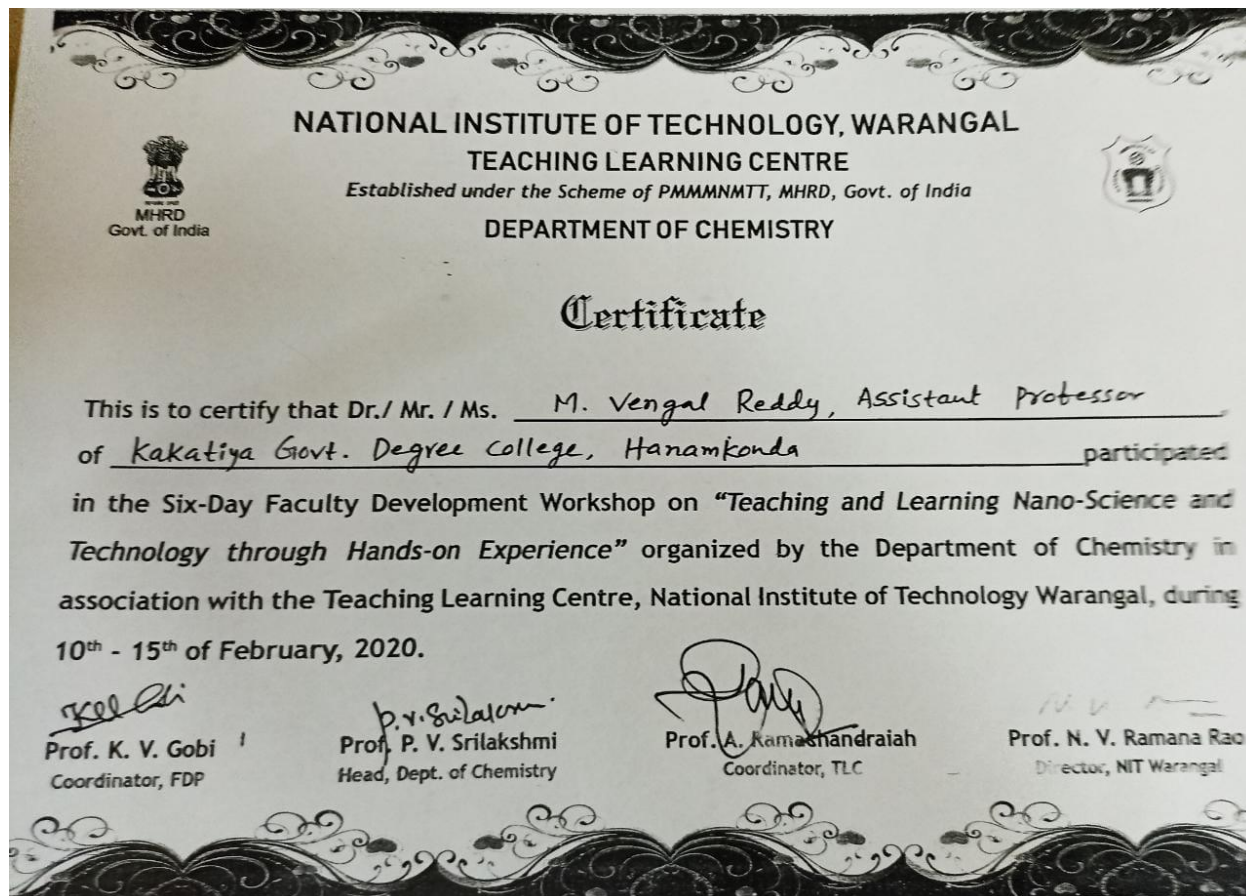 NATIONAL INSTITUTE OF TECHNOLOGY, WARANGAL
TEACHING LEARNING CENTRE
Established under the Scheme of PMMMNMTT, MHRD, Govt. of India
MHRD
Govt. of India
DEPARTMENT OF CHEMISTRY
Certificate
This is to certify that Dr./ Mr. / Ms. M. Vengal Reddy, Assistant Professor
of Kakatiya Govt. Degree College, Hanamkonda participated
in the Six-Day Faculty Development Workshop on "Teaching and Learning Nano-Science and
Technology through Hands-on Experience" organized by the Department of Chemistry in
association with the Teaching Learning Centre, National Institute of Technology Warangal, during
10th - 15th of February, 2020.
P. V. Srilakshmi
Prof. K. V. Gobi
Prof. P. V. Srilakshmi
Prof. A. Ramachandraiah
Prof. N. V. Ramana Rao
Coordinator, FDP
Head, Dept. of Chemistry
Coordinator, TLC
Director, NIT Warangal